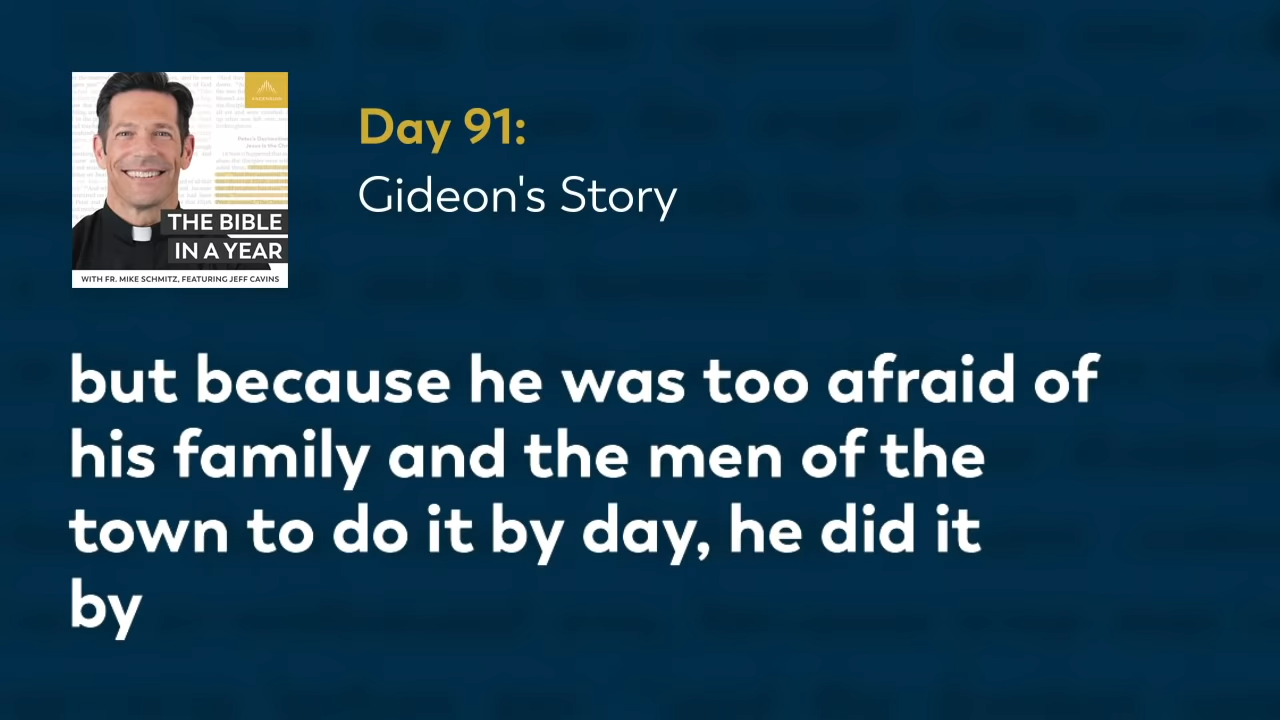 Day 91:
Gideon's Story
THE BIBLE
IN A YEAR
WITH FR. MIKE SCHMITZ, FEATURING JEFF CAVINS
but because he was too afraid of
his family and the men of the
town to do it by day, he did it
by